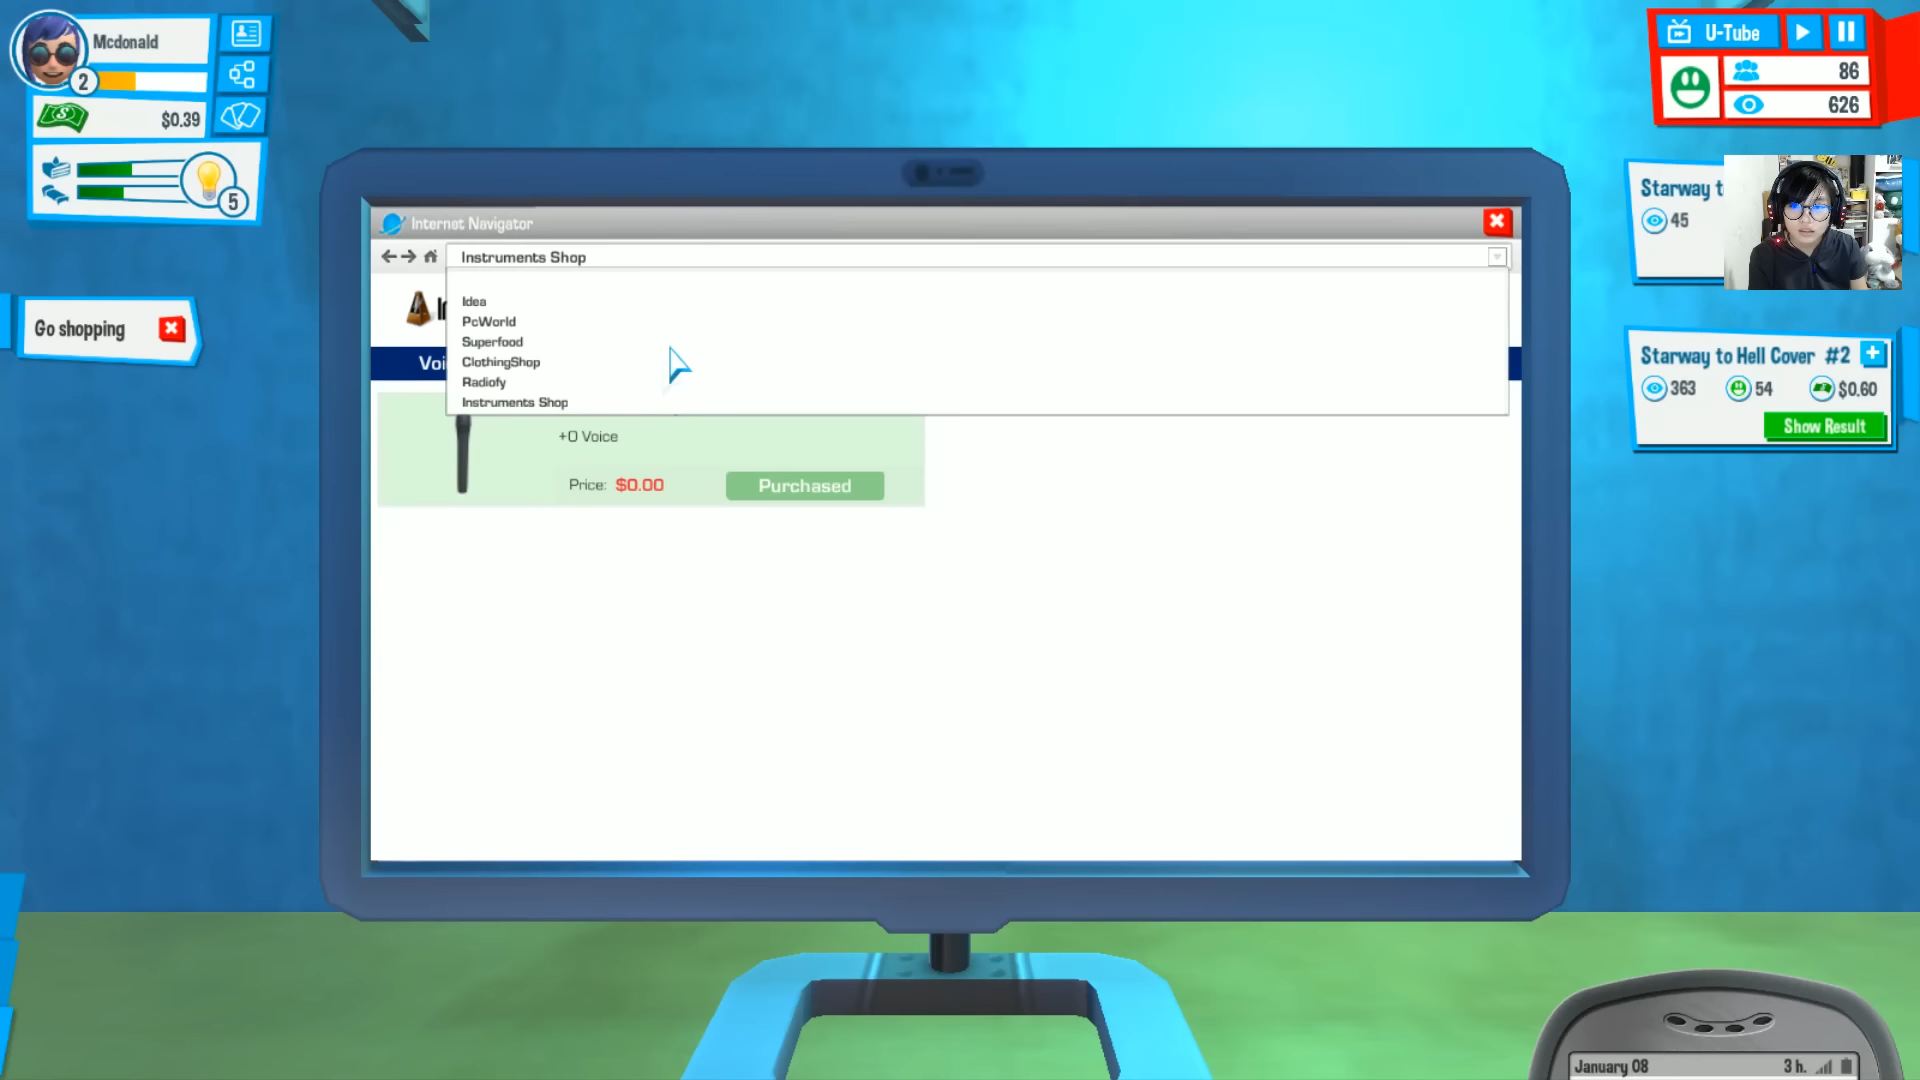 Mcdonald
2
$0.39
5
Go shopping
Internet Navigator
Instruments Shop
Idea
PcWorld
Superfood
ClothingShop
Radiofy
Instruments Shop
Voi
+0 Voice
Price: $0.00
Purchased
U-Tube
86
626
Starway t
45
Starway to Hell Cover #2
363
54
$0.60
Show Result
January 08
3 h.